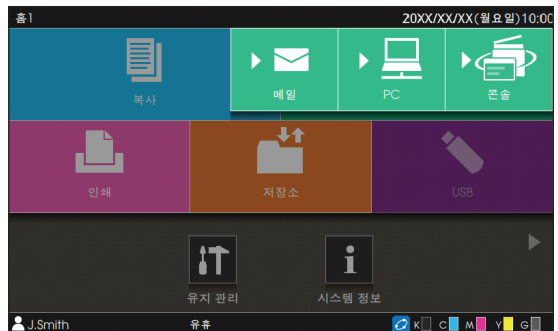 홈1 20XX/XX/XX(월요일)10:00
복사 메일 PC 콘솔
인쇄 저장소 USB
유지 관리 시스템 정보
J.Smith 유휴 K C M Y G